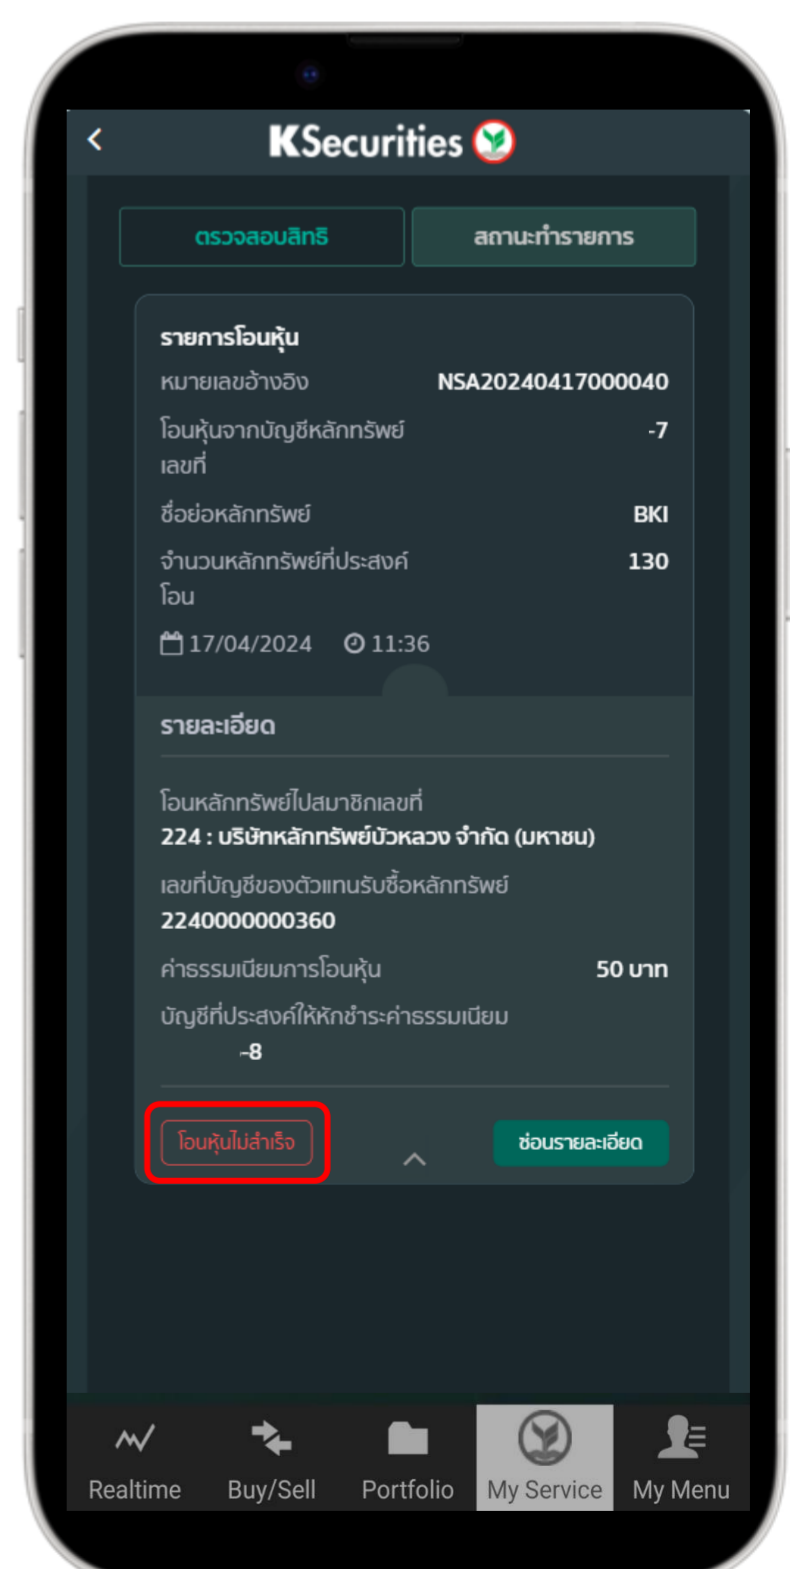 KSecurities
ตรวจสอบสิทธิ
สถานะทำรายการ
รายการโอนหุ้น
หมายเลขอ้างอิง NSA20240417000040
โอนหุ้นจากบัญชีหลักทรัพย์ -7
เลขที่
ชื่อย่อหลักทรัพย์ BKI
จำนวนหลักทรัพย์ที่ประสงค์ 130
โอน
17/04/2024 11:36
รายละเอียด
โอนหลักทรัพย์ไปสมาชิกเลขที่
224 : บริษัทหลักทรัพย์บัวหลวง จำกัด (มหาชน)
เลขที่บัญชีของตัวแทนรับซื้อหลักทรัพย์
2240000000360
ค่าธรรมเนียมการโอนหุ้น 50 บาท
บัญชีที่ประสงค์ให้หักชำระค่าธรรมเนียม
-8
โอนหุ้นไม่สำเร็จ
ซ่อนรายละเอียด
Realtime Buy/Sell Portfolio My Service My Menu